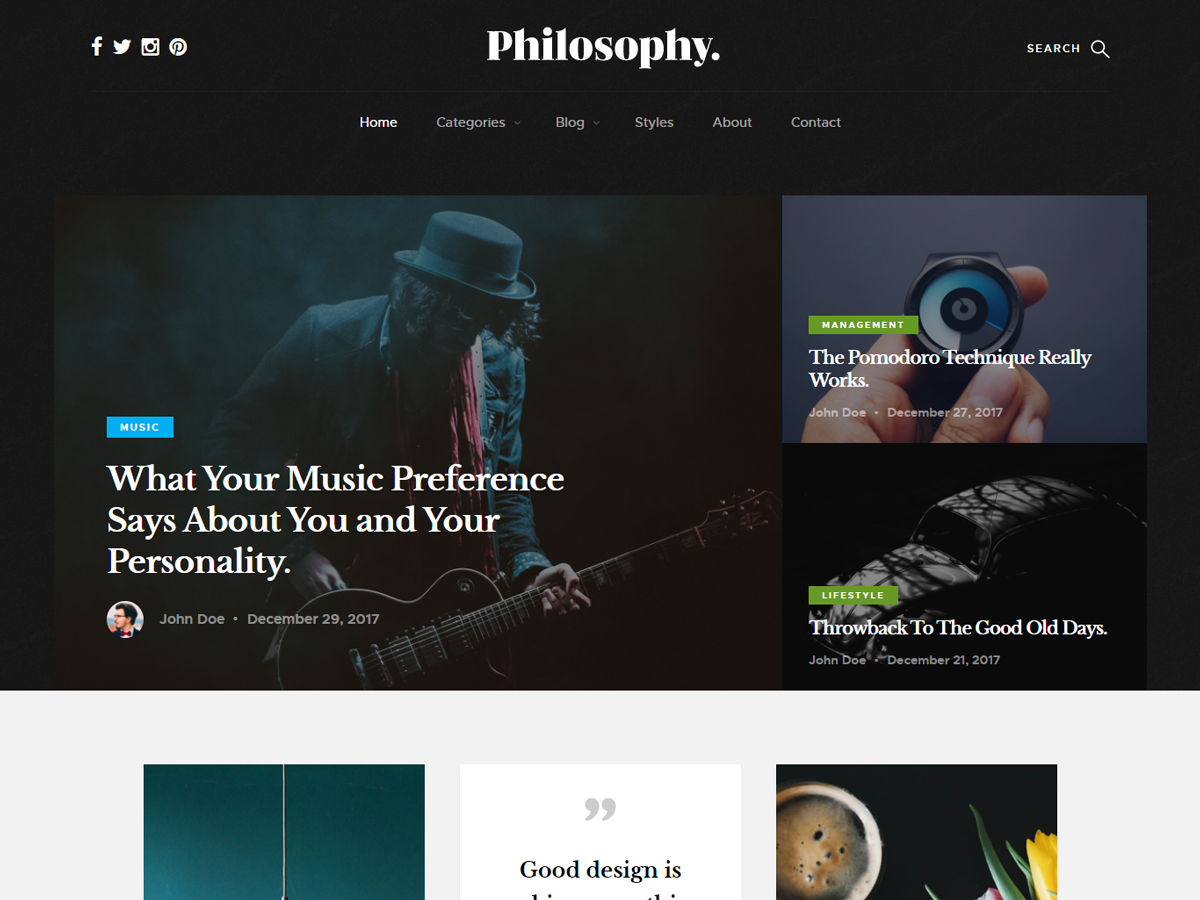 Philosophy.
SEARCH
Home Categories Blog Styles About Contact
MUSIC
What Your Music Preference
Says About You and Your
Personality.
John Doe • December 29, 2017
MANAGEMENT
The Pomodoro Technique Really
Works.
John Doe • December 27, 2017
LIFESTYLE
Throwback To The Good Old Days.
John Doe • December 21, 2017
”
Good design is